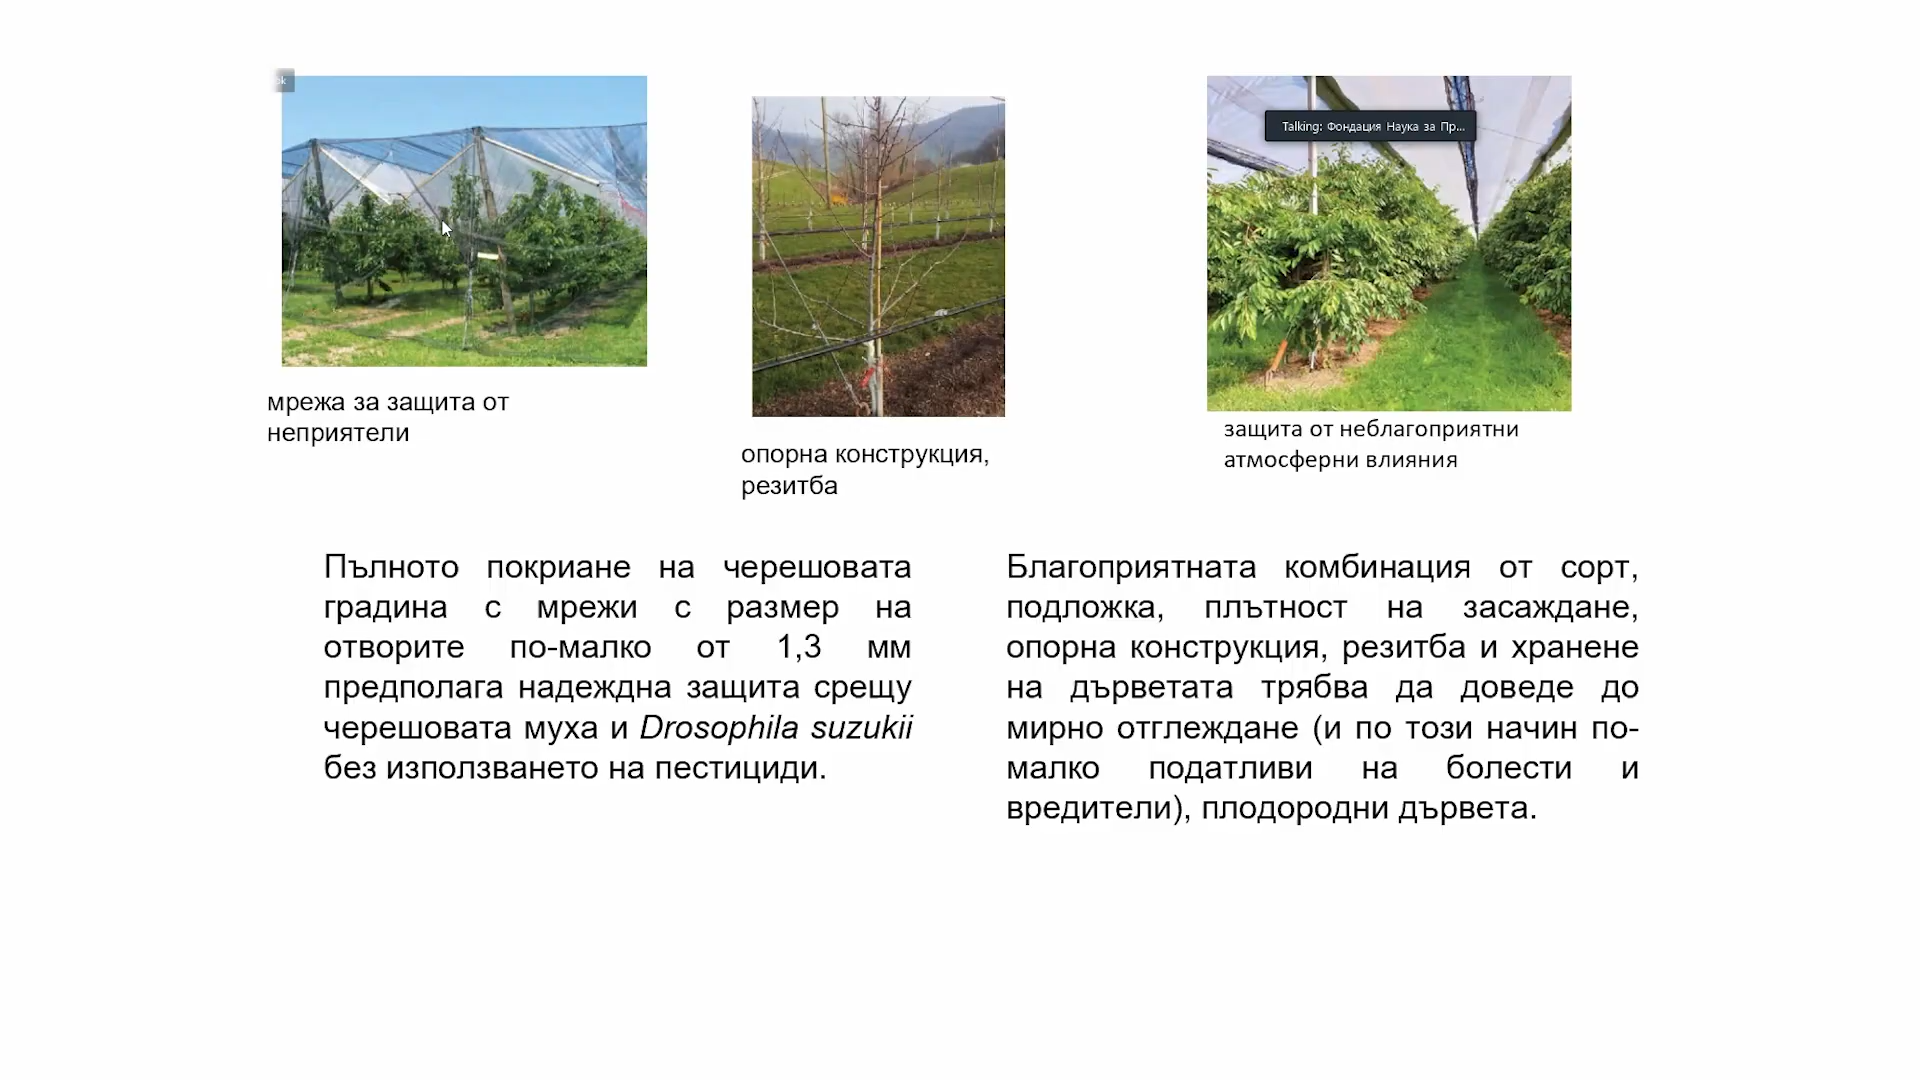 Talking: Фондация Наука за Пр...
мрежа за защита от
неприятели
опорна конструкция,
резитба
защита от неблагоприятни
атмосферни влияния
Пълното покриане на черешовата
градина с мрежи с размер на
отворите по-малко от 1,3 мм
предполага надеждна защита срещу
черешовата муха и Drosophila suzukii
без използването на пестициди.
Благоприятната комбинация от сорт,
подложка, плътност на засаждане,
опорна конструкция, резитба и хранене
на дърветата трябва да доведе до
мирно отглеждане (и по този начин по-
малко податливи на болести и
вредители), плодородни дървета.